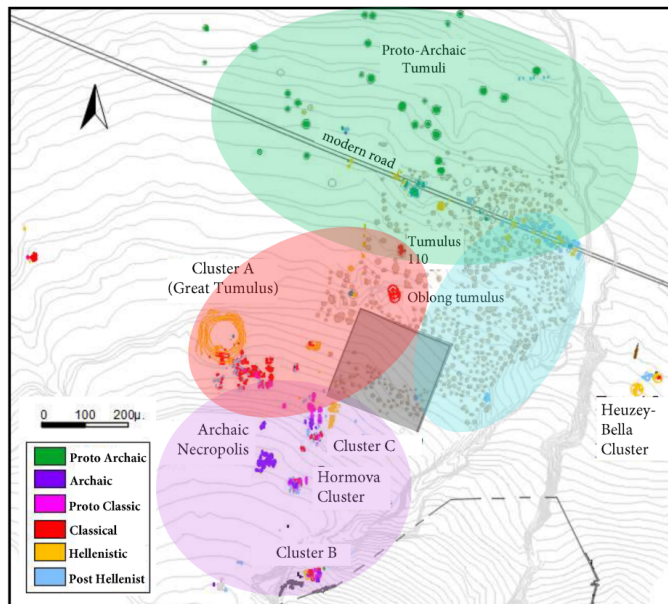 Proto-Archaic
Tumuli
modern road
Tumulus
110
Cluster A
(Great Tumulus)
Oblong tumulus
0 100 200μ.
Archaic
Necropolis
Cluster C
Hormova
Cluster
Heuzey-
Bella
Cluster
Cluster B
Proto Archaic
Archaic
Proto Classic
Classical
Hellenistic
Post Hellenist